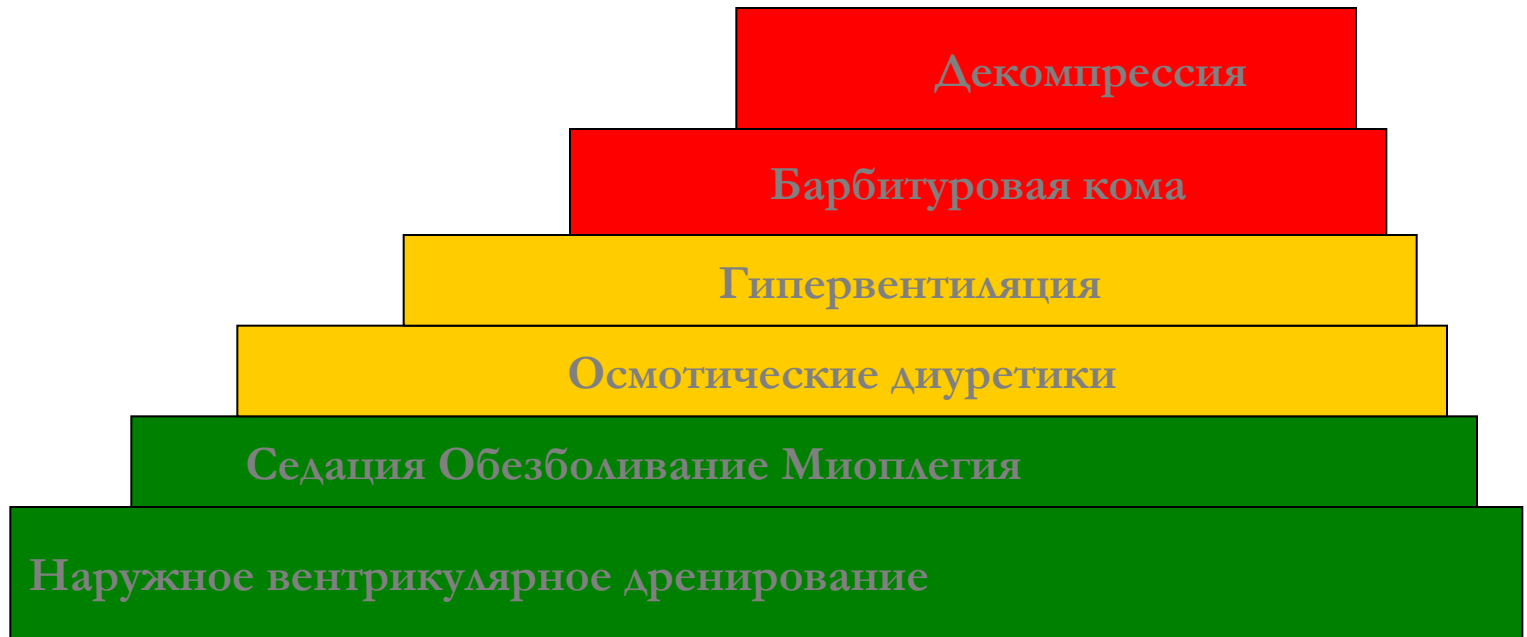 Декомпрессия
Барбитуровая кома
Гипервентиляция
Осмотические диуретики
Седация Обезболивание Миоплегия
Наружное вентрикулярное дренирование